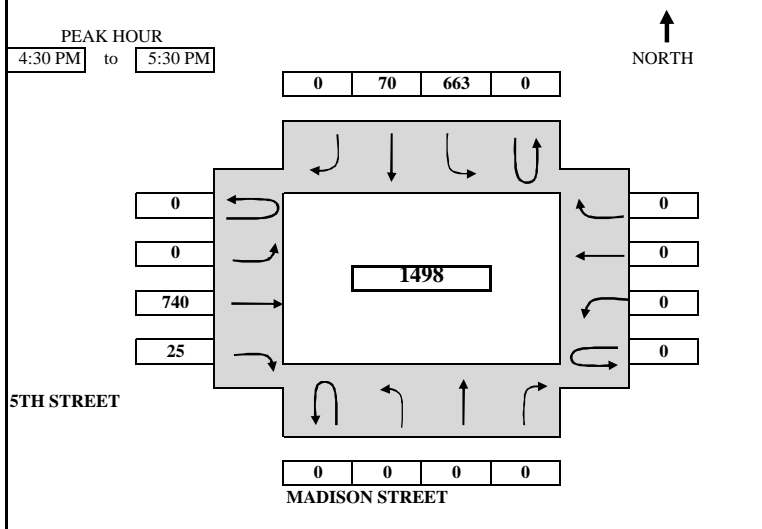 PEAK HOUR
4:30 PM to 5:30 PM
NORTH
0 70 663 0
0 0
0 0
1498
740 0
25 0
5TH STREET
0 0 0 0
MADISON STREET